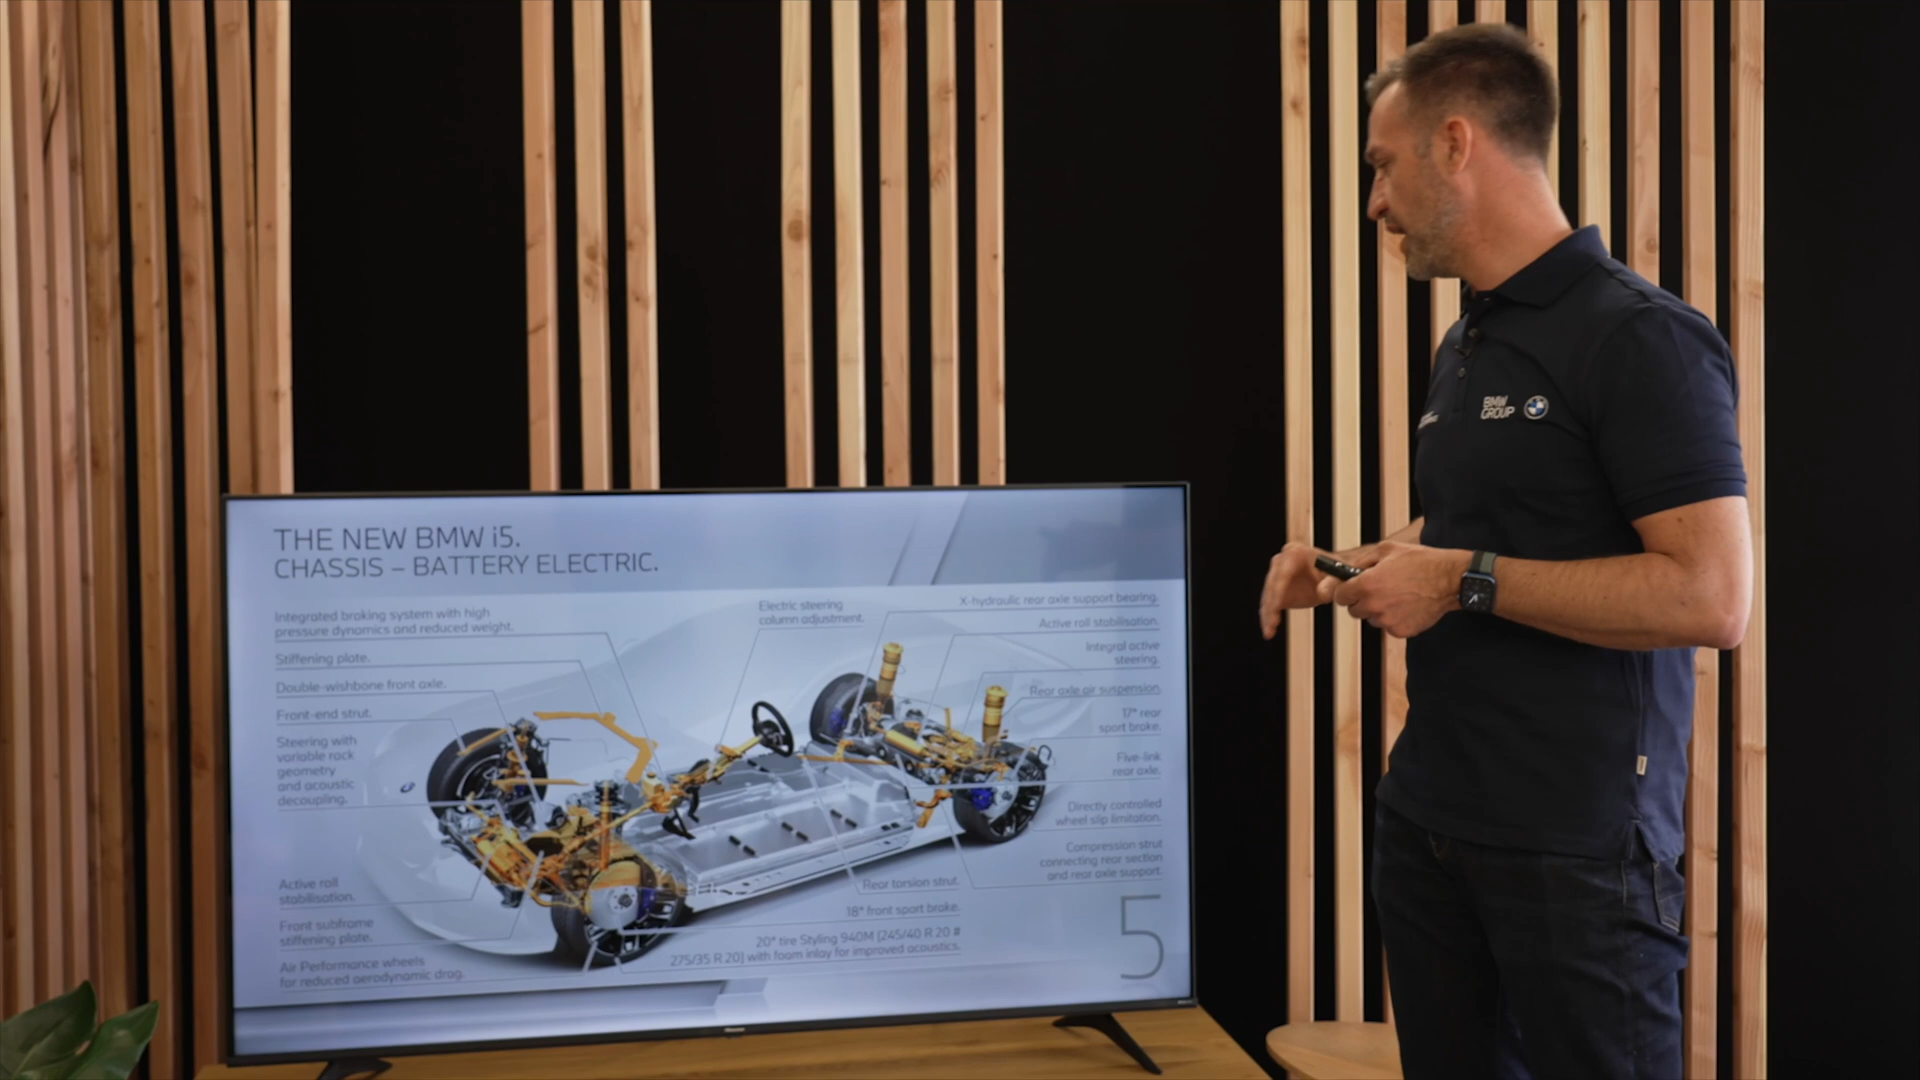 THE NEW BMW i5.
CHASSIS – BATTERY ELECTRIC.
Integrated braking system with high
pressure dynamics and reduced weight.
Stiffening plate.
Double-wishbone front axle.
Front-end strut.
Steering with
variable rack
geometry
and acoustic
decoupling.
Active roll
stabilisation.
Front subframe
stiffening plate.
Air Performance wheels
for reduced aerodynamic drag.
Electric steering
column adjustment.
X-hydraulic rear axle support bearing.
Active roll stabilisation.
Integral active
steering.
Rear axle air suspension.
17" rear
sport brake.
Five-link
rear axle.
Directly controlled
wheel slip limitation.
Compression strut
connecting rear section
and rear axle support.
Rear torsion strut.
18" front sport brake.
20" tire Styling 940M (245/40 R 20 #
275/35 R 20) with foam inlay for improved acoustics.
5
Hisense
BMW
GROUP